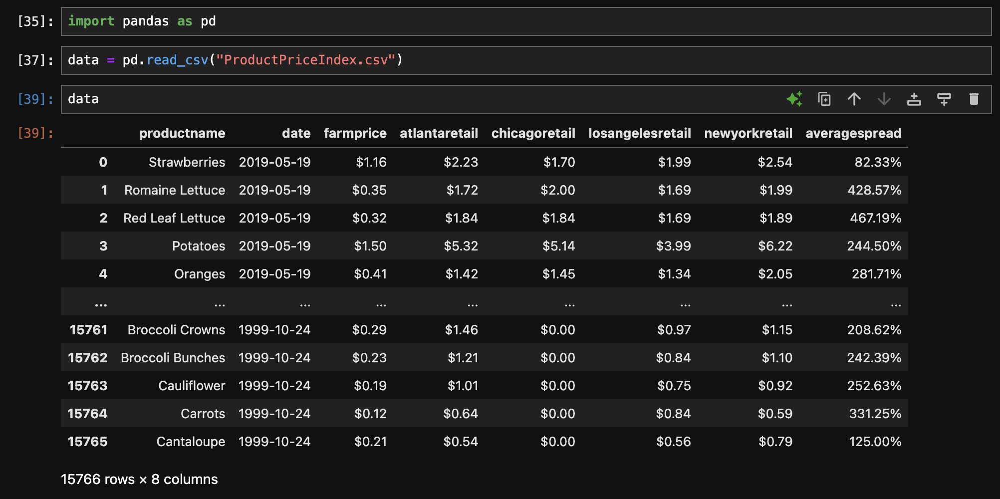 [35]: import pandas as pd
[37]: data = pd.read_csv("ProductPriceIndex.csv")
[39]: data
[39]: productname date farmprice atlantaretail chicagoretail losangelesretail newyorkretail averagespread
0 Strawberries 2019-05-19 $1.16 $2.23 $1.70 $1.99 $2.54 82.33%
1 Romaine Lettuce 2019-05-19 $0.35 $1.72 $2.00 $1.69 $1.99 428.57%
2 Red Leaf Lettuce 2019-05-19 $0.32 $1.84 $1.84 $1.69 $1.89 467.19%
3 Potatoes 2019-05-19 $1.50 $5.32 $5.14 $3.99 $6.22 244.50%
4 Oranges 2019-05-19 $0.41 $1.42 $1.45 $1.34 $2.05 281.71%
... ... ... ... ... ... ... ... ...
15761 Broccoli Crowns 1999-10-24 $0.29 $1.46 $0.00 $0.97 $1.15 208.62%
15762 Broccoli Bunches 1999-10-24 $0.23 $1.21 $0.00 $0.84 $1.10 242.39%
15763 Cauliflower 1999-10-24 $0.19 $1.01 $0.00 $0.75 $0.92 252.63%
15764 Carrots 1999-10-24 $0.12 $0.64 $0.00 $0.84 $0.59 331.25%
15765 Cantaloupe 1999-10-24 $0.21 $0.54 $0.00 $0.56 $0.79 125.00%
15766 rows × 8 columns